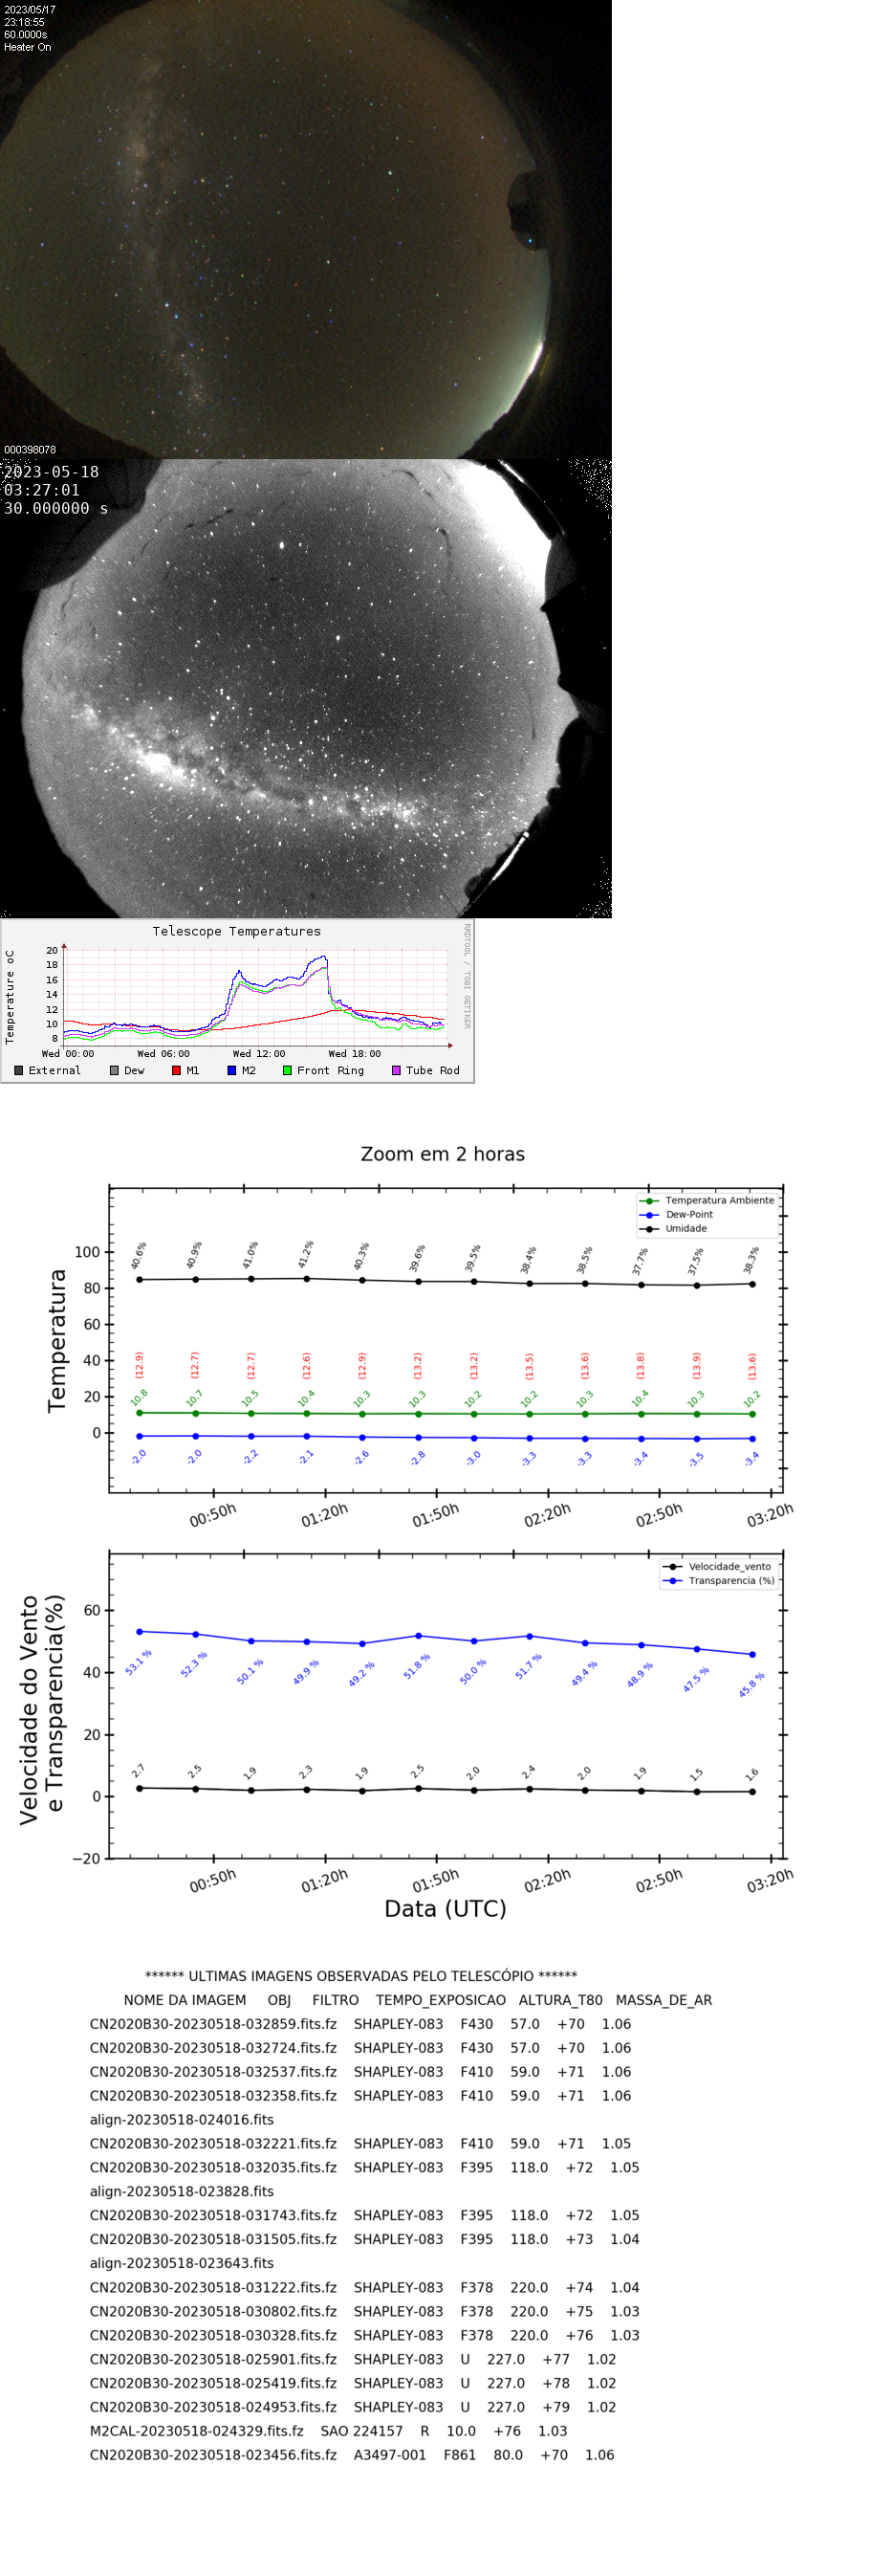 2023/05/17
23:18:55
60.0000s
Heater On
000398078
2023-05-18
03:27:01
30.000000 s
Telescope Temperatures
RRDTOOL / TOBI OETIKER
Temperature oC
20
18
16
14
12
10
8
Wed 00:00 Wed 06:00 Wed 12:00 Wed 18:00
External Dew M1 M2 Front Ring Tube Rod
Zoom em 2 horas
Temperatura Ambiente
Dew-Point
Umidade
Temperatura
100
80
60
40
20
0
40.6% 40.9% 41.0% 41.2% 40.3% 39.6% 39.5% 38.4% 38.5% 37.7% 37.5% 38.3%
(12.9) (12.7) (12.7) (12.6) (12.9) (13.2) (13.2) (13.5) (13.6) (13.8) (13.9) (13.6)
10.8 10.7 10.5 10.4 10.3 10.3 10.2 10.2 10.3 10.4 10.3 10.2
-2.0 -2.0 -2.2 -2.1 -2.6 -2.8 -3.0 -3.3 -3.3 -3.4 -3.5 -3.4
00:50h 01:20h 01:50h 02:20h 02:50h 03:20h
Velocidade_vento
Transparencia (%)
Velocidade do Vento
e Transparencia(%)
60
40
20
0
−20
53.1 % 52.3 % 50.1 % 49.9 % 49.2 % 51.8 % 50.0 % 51.7 % 49.4 % 48.9 % 47.5 % 45.8 %
2.7 2.5 1.9 2.3 1.9 2.5 2.0 2.4 2.0 1.9 1.5 1.6
00:50h 01:20h 01:50h 02:20h 02:50h 03:20h
Data (UTC)
****** ULTIMAS IMAGENS OBSERVADAS PELO TELESCÓPIO ******
NOME DA IMAGEM OBJ FILTRO TEMPO_EXPOSICAO ALTURA_T80 MASSA_DE_AR
CN2020B30-20230518-032859.fits.fz SHAPLEY-083 F430 57.0 +70 1.06
CN2020B30-20230518-032724.fits.fz SHAPLEY-083 F430 57.0 +70 1.06
CN2020B30-20230518-032537.fits.fz SHAPLEY-083 F410 59.0 +71 1.06
CN2020B30-20230518-032358.fits.fz SHAPLEY-083 F410 59.0 +71 1.06
align-20230518-024016.fits
CN2020B30-20230518-032221.fits.fz SHAPLEY-083 F410 59.0 +71 1.05
CN2020B30-20230518-032035.fits.fz SHAPLEY-083 F395 118.0 +72 1.05
align-20230518-023828.fits
CN2020B30-20230518-031743.fits.fz SHAPLEY-083 F395 118.0 +72 1.05
CN2020B30-20230518-031505.fits.fz SHAPLEY-083 F395 118.0 +73 1.04
align-20230518-023643.fits
CN2020B30-20230518-031222.fits.fz SHAPLEY-083 F378 220.0 +74 1.04
CN2020B30-20230518-030802.fits.fz SHAPLEY-083 F378 220.0 +75 1.03
CN2020B30-20230518-030328.fits.fz SHAPLEY-083 F378 220.0 +76 1.03
CN2020B30-20230518-025901.fits.fz SHAPLEY-083 U 227.0 +77 1.02
CN2020B30-20230518-025419.fits.fz SHAPLEY-083 U 227.0 +78 1.02
CN2020B30-20230518-024953.fits.fz SHAPLEY-083 U 227.0 +79 1.02
M2CAL-20230518-024329.fits.fz SAO 224157 R 10.0 +76 1.03
CN2020B30-20230518-023456.fits.fz A3497-001 F861 80.0 +70 1.06